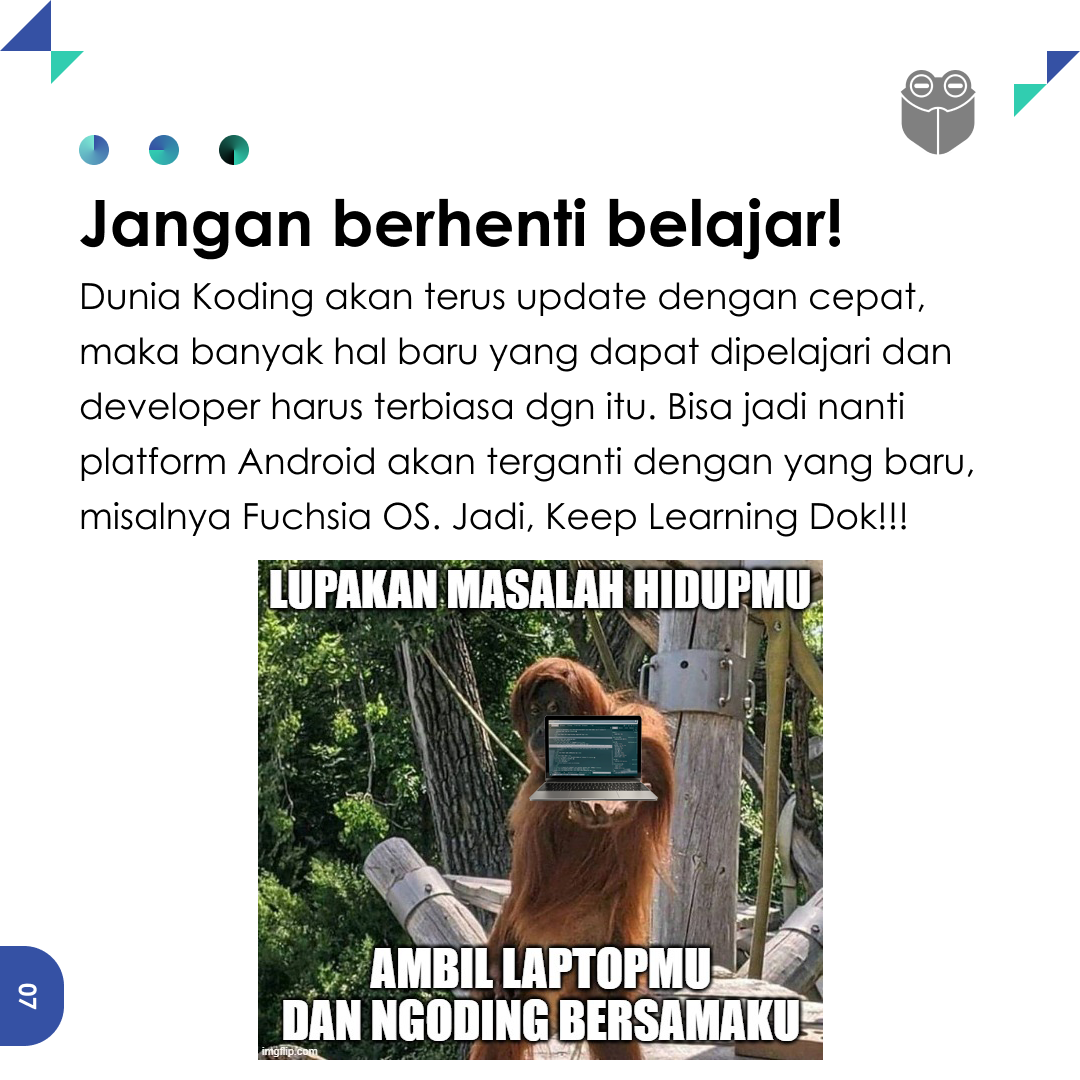 Jangan berhenti belajar!
Dunia Koding akan terus update dengan cepat,
maka banyak hal baru yang dapat dipelajari dan
developer harus terbiasa dgn itu. Bisa jadi nanti
platform Android akan terganti dengan yang baru,
misalnya Fuchsia OS. Jadi, Keep Learning Dok!!!
LUPAKAN MASALAH HIDUPMU
AMBIL LAPTOPMU
DAN NGODING BERSAMAKU
imgflip.com
07